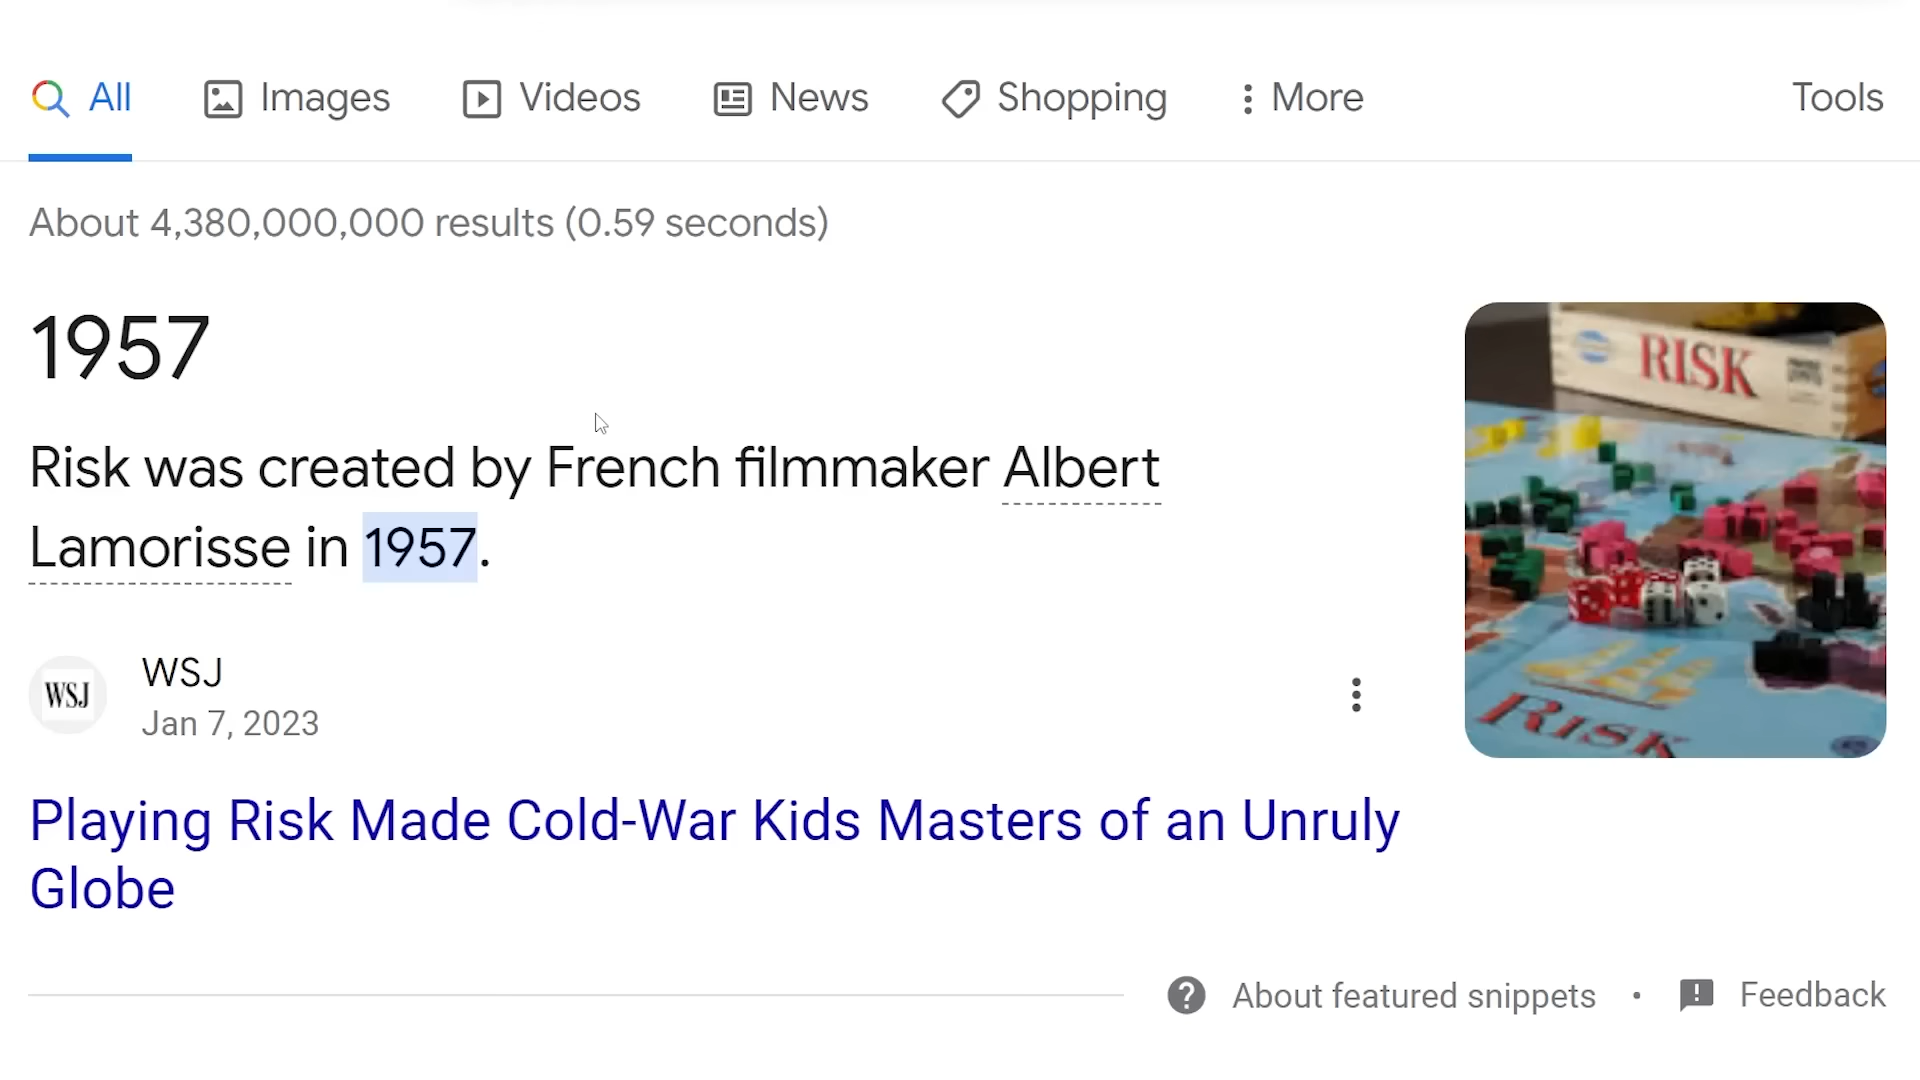 All Images Videos News Shopping More Tools
About 4,380,000,000 results (0.59 seconds)
1957
RISK
Risk was created by French filmmaker Albert
Lamorisse in 1957.
WSJ
WSJ
Jan 7, 2023
RISK
Playing Risk Made Cold-War Kids Masters of an Unruly
Globe
About featured snippets • Feedback